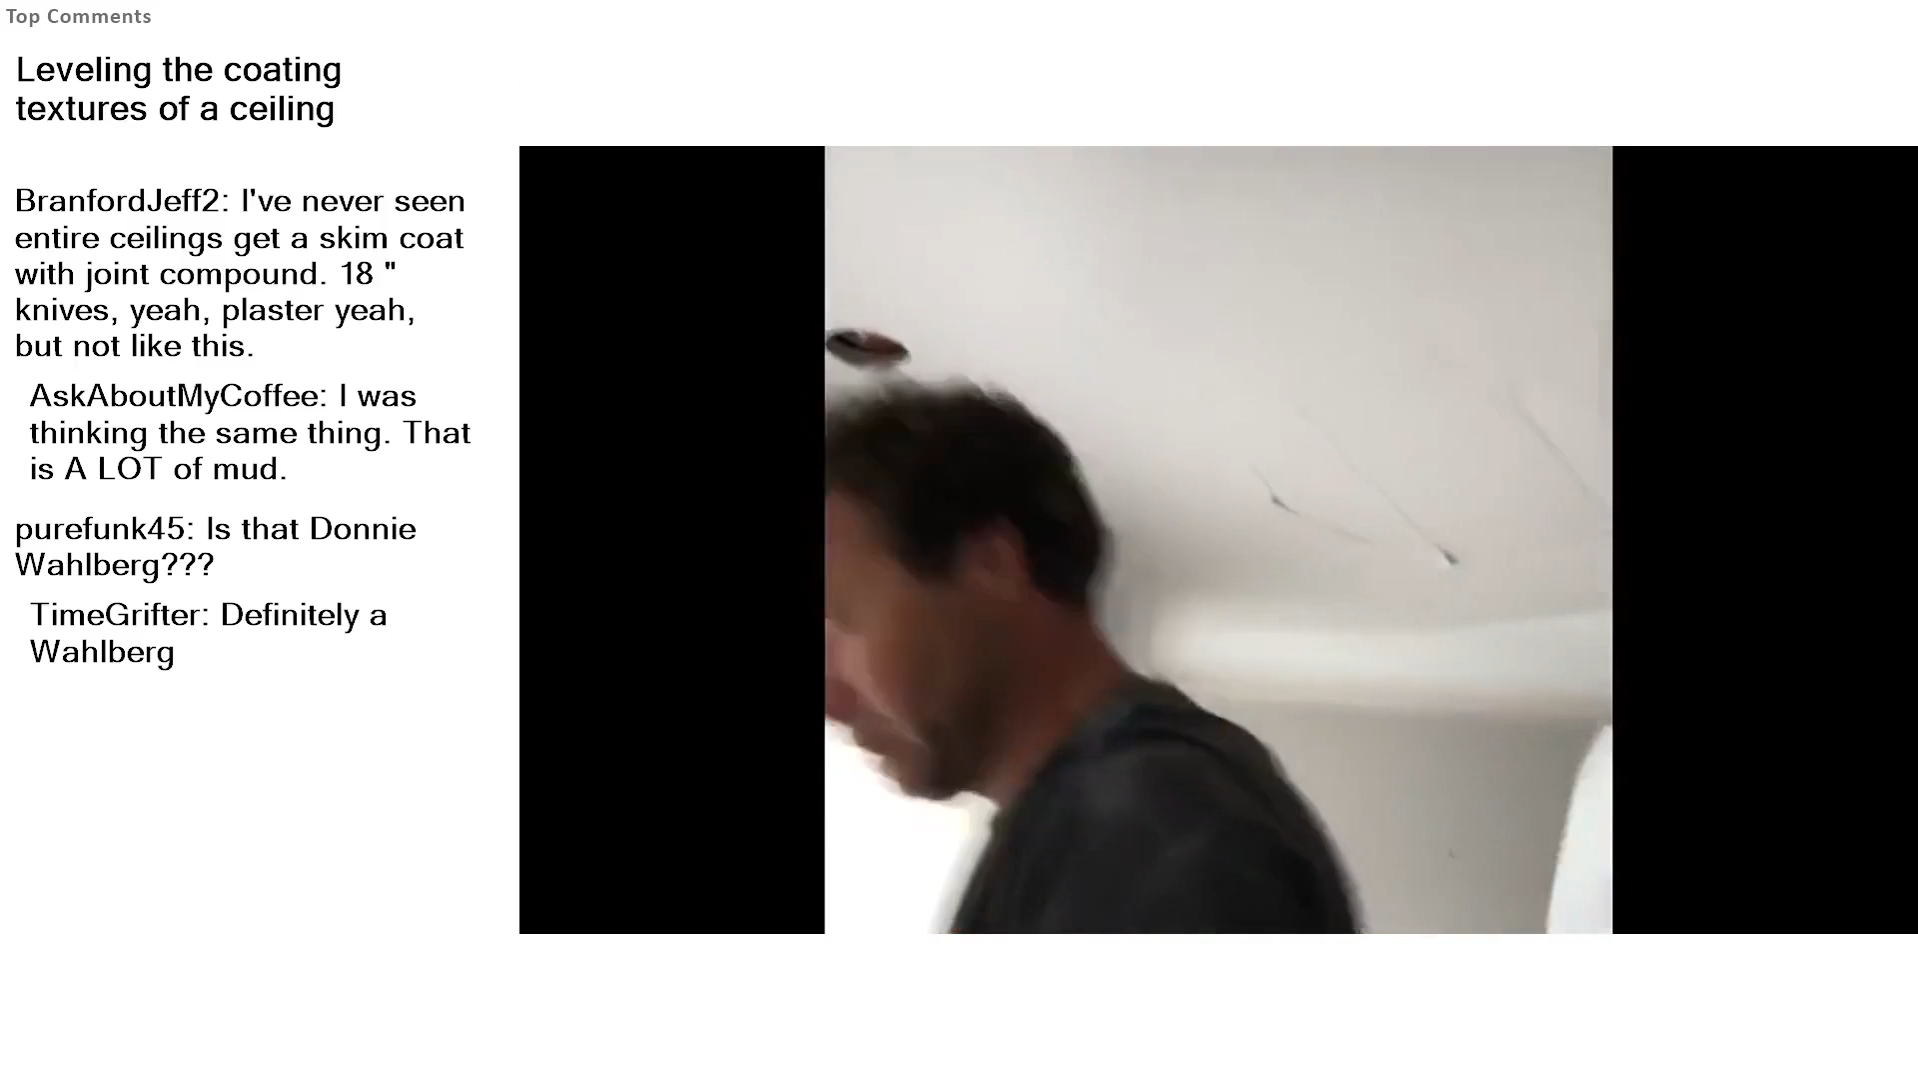 Top Comments
Leveling the coating
textures of a ceiling
BranfordJeff2: I've never seen
entire ceilings get a skim coat
with joint compound. 18 "
knives, yeah, plaster yeah,
but not like this.
AskAboutMyCoffee: I was
thinking the same thing. That
is A LOT of mud.
purefunk45: Is that Donnie
Wahlberg???
TimeGrifter: Definitely a
Wahlberg